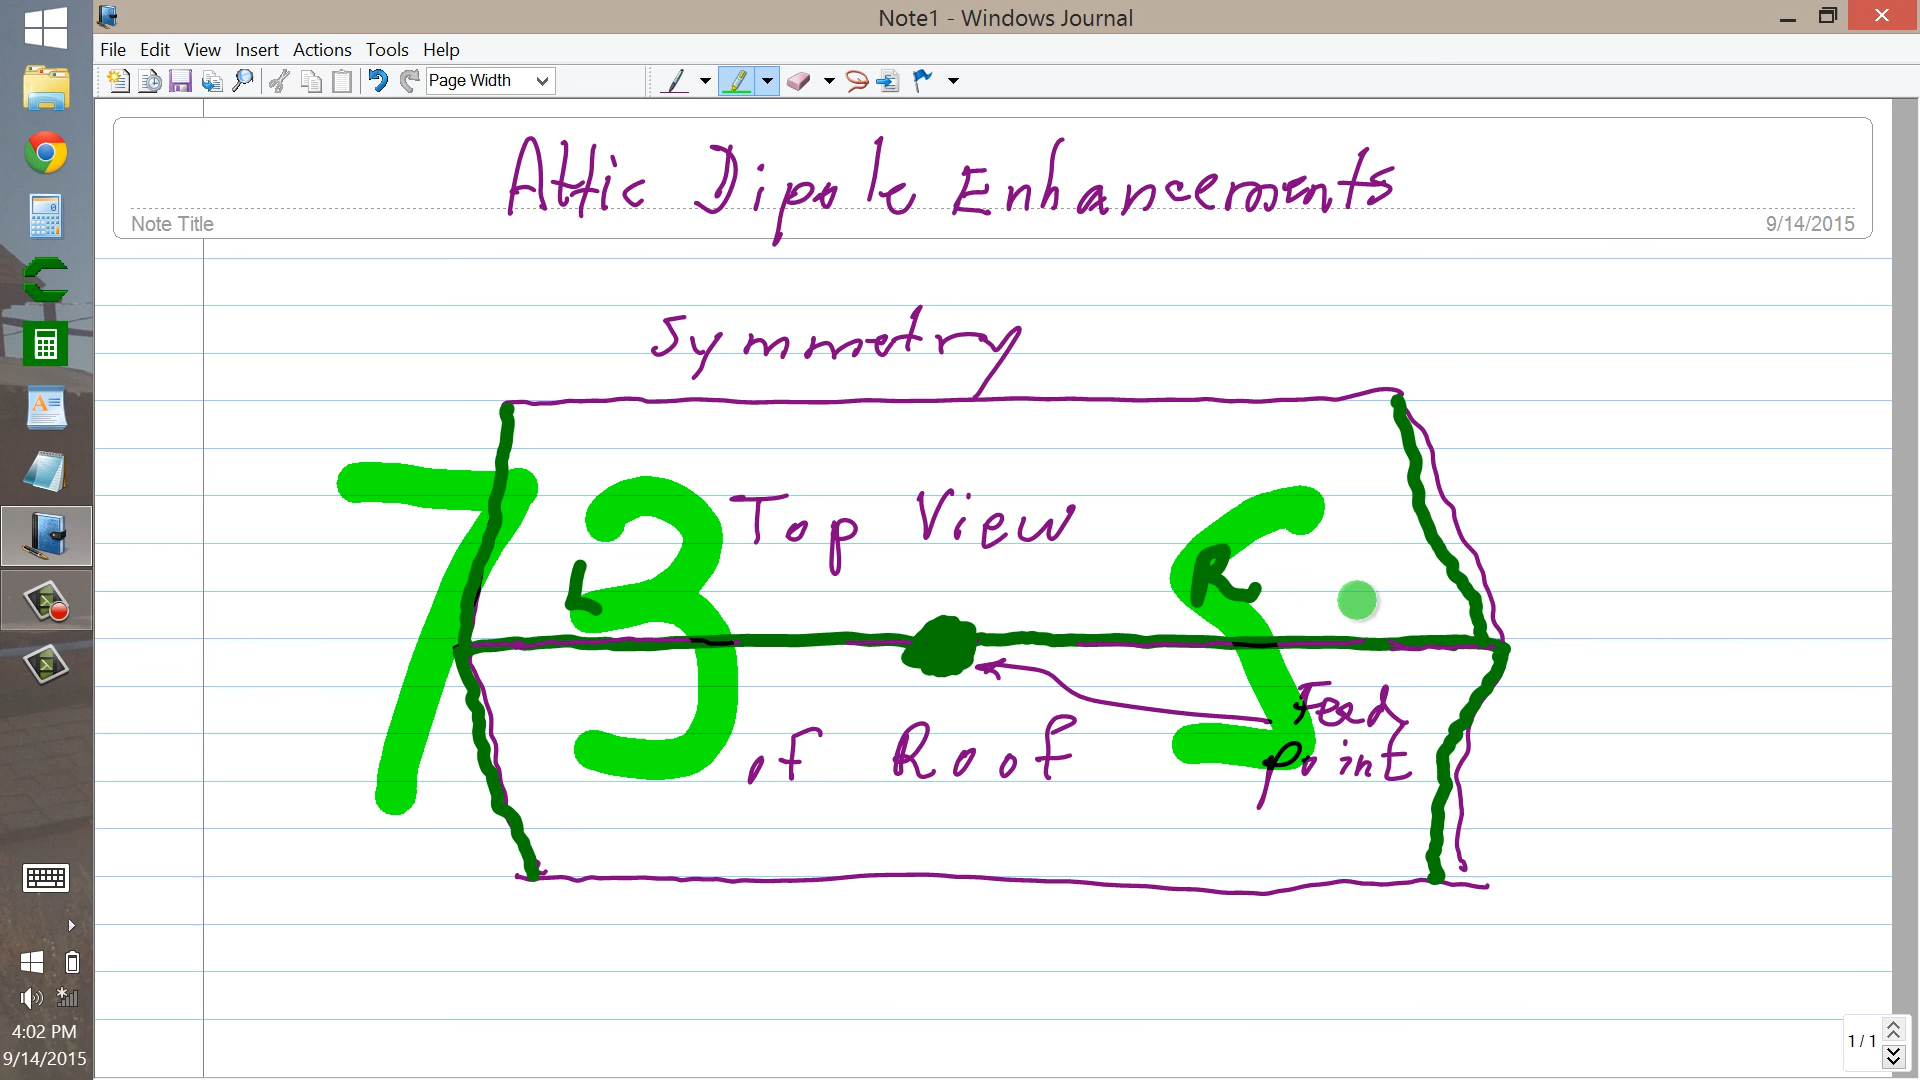 Note1 - Windows Journal
File Edit View Insert Actions Tools Help
Page Width
Attic Dipole Enhancements
Note Title
9/14/2015
Symmetry
73 S
Top View
L
R
Feed
Point
of Roof
4:02 PM
9/14/2015
1 / 1